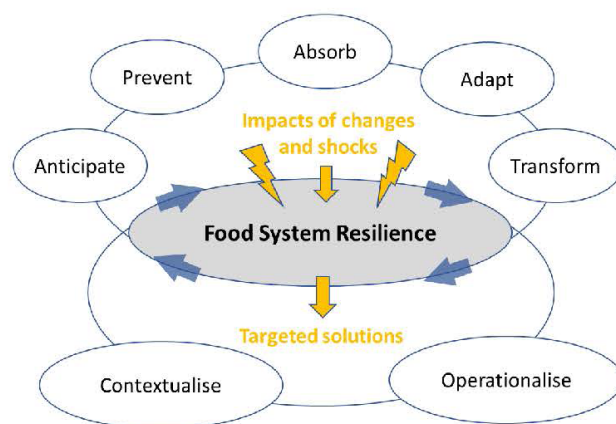 Absorb
Prevent
Adapt
Impacts of changes
and shocks
Anticipate
Transform
Food System Resilience
Targeted solutions
Contextualise
Operationalise